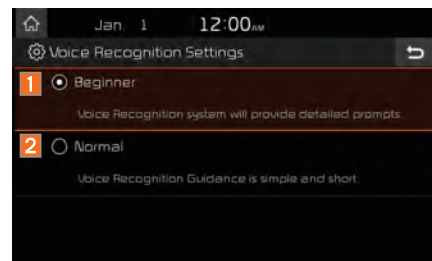 Jan. 1 12:00AM
Voice Recognition Settings
1 Beginner
Voice Recognition system will provide detailed prompts.
2 Normal
Voice Recognition Guidance is simple and short.